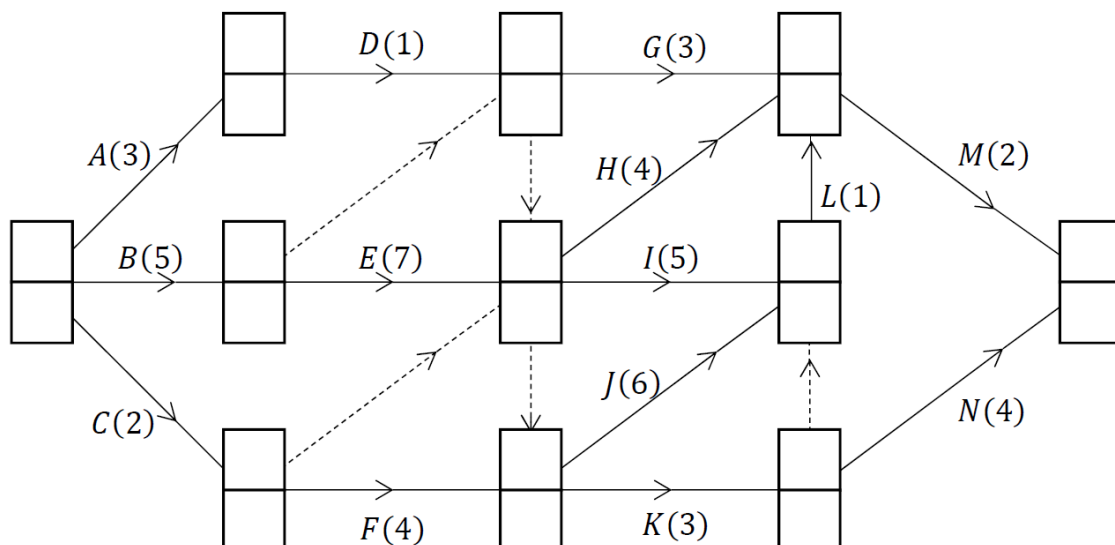 D(1)
G(3)
A(3)
H(4)
M(2)
L(1)
B(5)
E(7)
I(5)
C(2)
J(6)
N(4)
F(4)
K(3)